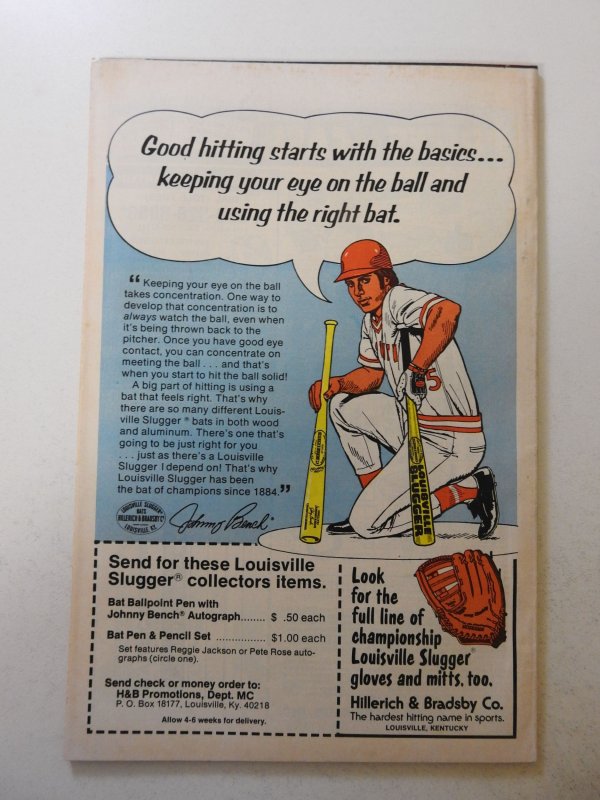 Good hitting starts with the basics...
keeping your eye on the ball and
using the right bat.
“ Keeping your eye on the ball
takes concentration. One way to
develop that concentration is to
always watch the ball, even when
it's being thrown back to the
pitcher. Once you have good eye
contact, you can concentrate on
meeting the ball . . . and that's
when you start to hit the ball solid!
A big part of hitting is using a
bat that feels right. That's why
there are so many different Louis-
ville Slugger ® bats in both wood
and aluminum. There's one that's
going to be just right for you
. . . just as there's a Louisville
Slugger I depend on! That's why
Louisville Slugger has been
the bat of champions since 1884.”
LOUISVILLE SLUGGER
BATS
HILLERICH & BRADSBY Co
LOUISVILLE, KY.
Johnny Bench®
5
LOUISVILLE
SLUGGER
Send for these Louisville
Slugger® collectors items.
Bat Ballpoint Pen with
Johnny Bench® Autograph........ $ .50 each
Bat Pen & Pencil Set ................ $1.00 each
Set features Reggie Jackson or Pete Rose auto-
graphs (circle one).
Send check or money order to:
H&B Promotions, Dept. MC
P. O. Box 18177, Louisville, Ky. 40218
Allow 4-6 weeks for delivery.
Look
for the
full line of
championship
Louisville Slugger®
gloves and mitts, too.
Hillerich & Bradsby Co.
The hardest hitting name in sports.
LOUISVILLE, KENTUCKY